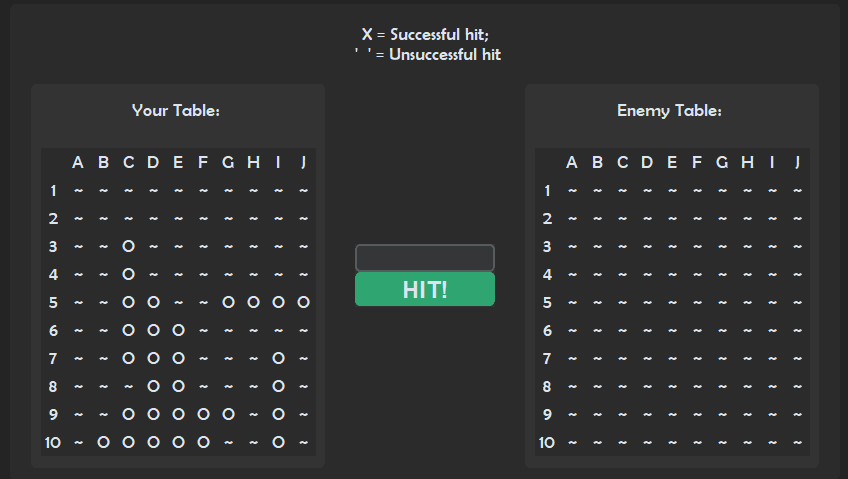 X = Successful hit;
' ' = Unsuccessful hit
Your Table:
A B C D E F G H I J
1 ~ ~ ~ ~ ~ ~ ~ ~ ~ ~
2 ~ ~ ~ ~ ~ ~ ~ ~ ~ ~
3 ~ ~ O ~ ~ ~ ~ ~ ~ ~
4 ~ ~ O ~ ~ ~ ~ ~ ~ ~
5 ~ ~ O O ~ ~ O O O O
6 ~ ~ O O O ~ ~ ~ ~ ~
7 ~ ~ O O O ~ ~ ~ O ~
8 ~ ~ ~ O O ~ ~ ~ O ~
9 ~ ~ O O O O O ~ O ~
10 ~ O O O O O ~ ~ O ~
HIT!
Enemy Table:
A B C D E F G H I J
1 ~ ~ ~ ~ ~ ~ ~ ~ ~ ~
2 ~ ~ ~ ~ ~ ~ ~ ~ ~ ~
3 ~ ~ ~ ~ ~ ~ ~ ~ ~ ~
4 ~ ~ ~ ~ ~ ~ ~ ~ ~ ~
5 ~ ~ ~ ~ ~ ~ ~ ~ ~ ~
6 ~ ~ ~ ~ ~ ~ ~ ~ ~ ~
7 ~ ~ ~ ~ ~ ~ ~ ~ ~ ~
8 ~ ~ ~ ~ ~ ~ ~ ~ ~ ~
9 ~ ~ ~ ~ ~ ~ ~ ~ ~ ~
10 ~ ~ ~ ~ ~ ~ ~ ~ ~ ~